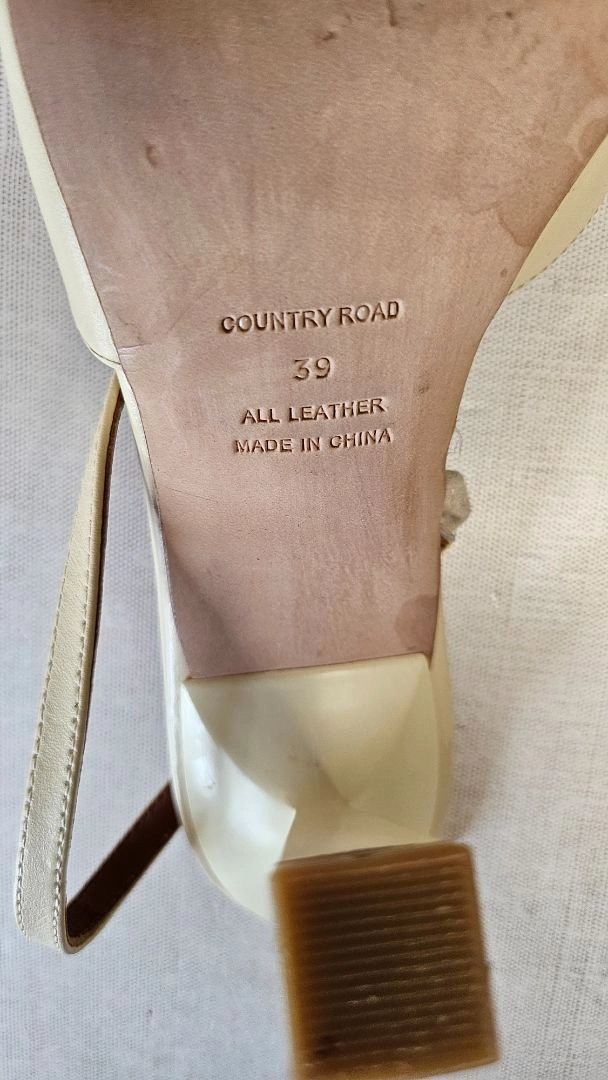 COUNTRY ROAD
39
ALL LEATHER
MADE IN CHINA